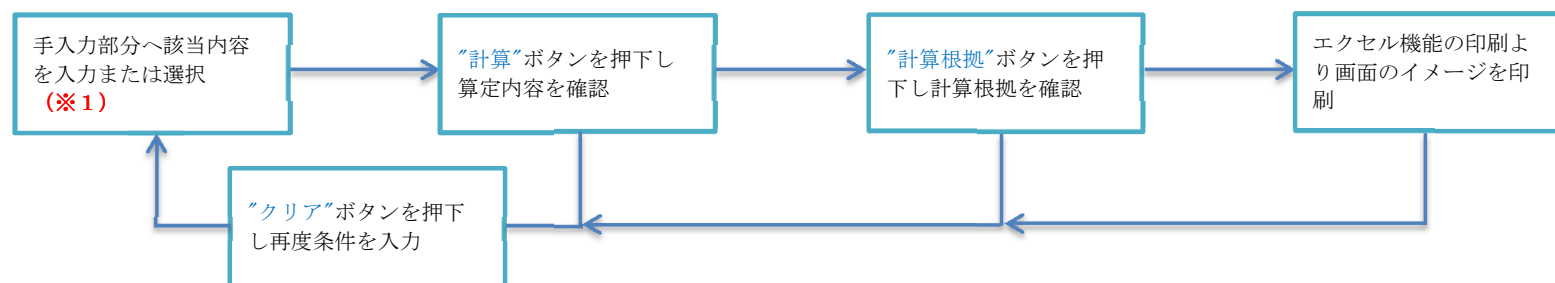 手入力部分へ該当内容
を入力または選択
（※１）
"計算"ボタンを押下し
算定内容を確認
"計算根拠"ボタンを押
下し計算根拠を確認
エクセル機能の印刷よ
り画面のイメージを印
刷
"クリア"ボタンを押下
し再度条件を入力